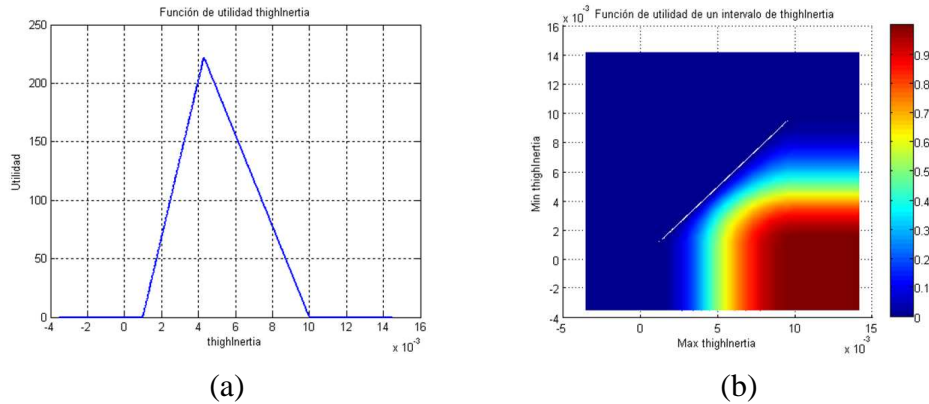 Función de utilidad thighInertia
250
200
150
100
50
0
Utilidad
-4 -2 0 2 4 6 8 10 12 14 16
thighInertia
x 10⁻³
(a)
x 10⁻³
Función de utilidad de un intervalo de thighInertia
16
14
12
10
8
6
4
2
0
-2
-4
Min thighInertia
-5 0 5 10 15
Max thighInertia
x 10⁻³
0.9
0.8
0.7
0.6
0.5
0.4
0.3
0.2
0.1
0
(b)